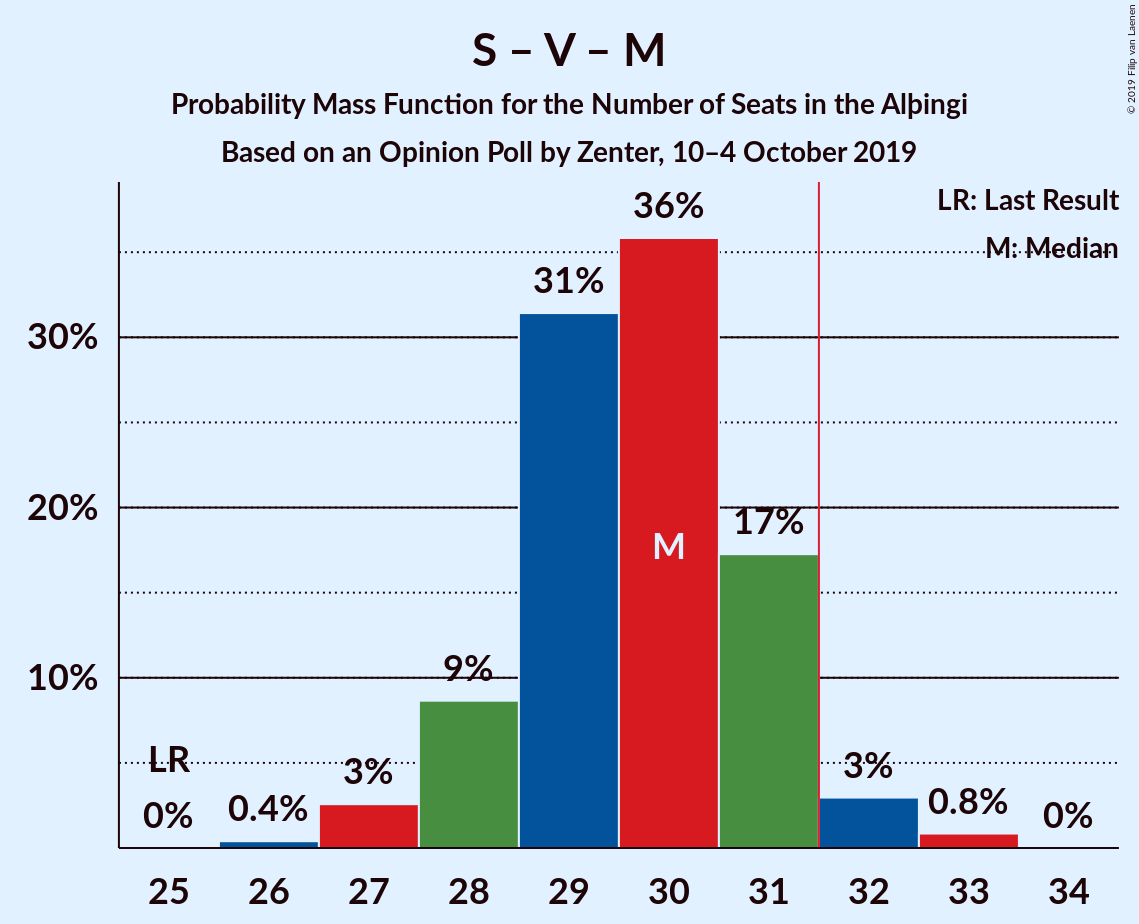 S – V – M
Probability Mass Function for the Number of Seats in the Alþingi
Based on an Opinion Poll by Zenter, 10–4 October 2019
© 2019 Filip van Laenen
LR: Last Result
M: Median
30%
20%
10%
LR
0%
0.4%
3%
9%
31%
36%
M
17%
3%
0.8%
0%
25 26 27 28 29 30 31 32 33 34